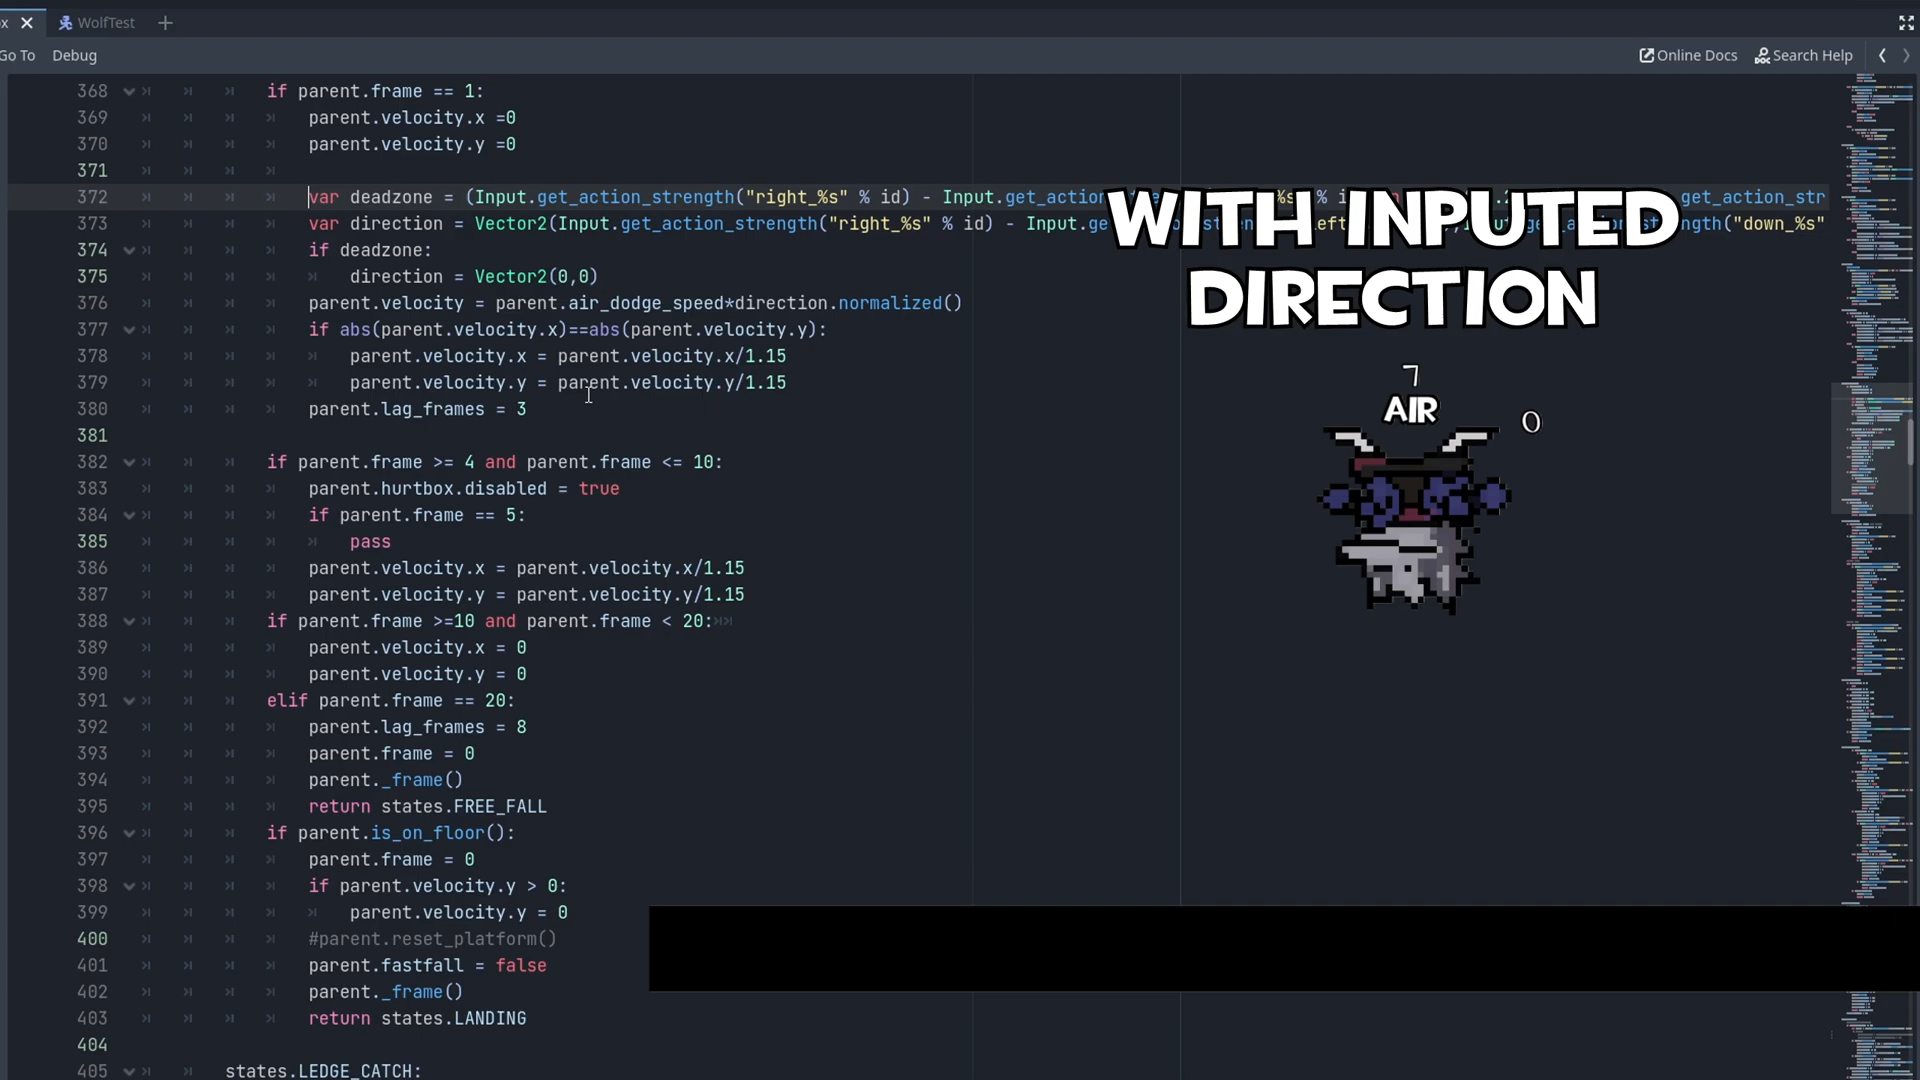 x
WolfTest
Go To Debug
Online Docs Search Help
368 if parent.frame == 1:
369 parent.velocity.x =0
370 parent.velocity.y =0
371
372 var deadzone = (Input.get_action_strength("right_%s" % id) - Input.get_action %s" % i get_action_str
373 var direction = Vector2(Input.get_action_strength("right_%s" % id) - Input.ge ngth("down_%s"
WITH INPUTED
DIRECTION
374 if deadzone:
375 direction = Vector2(0,0)
376 parent.velocity = parent.air_dodge_speed*direction.normalized()
377 if abs(parent.velocity.x)==abs(parent.velocity.y):
378 parent.velocity.x = parent.velocity.x/1.15
379 parent.velocity.y = parent.velocity.y/1.15
380 parent.lag_frames = 3
7
AIR
0
381
382 if parent.frame >= 4 and parent.frame <= 10:
383 parent.hurtbox.disabled = true
384 if parent.frame == 5:
385 pass
386 parent.velocity.x = parent.velocity.x/1.15
387 parent.velocity.y = parent.velocity.y/1.15
388 if parent.frame >=10 and parent.frame < 20:
389 parent.velocity.x = 0
390 parent.velocity.y = 0
391 elif parent.frame == 20:
392 parent.lag_frames = 8
393 parent.frame = 0
394 parent._frame()
395 return states.FREE_FALL
396 if parent.is_on_floor():
397 parent.frame = 0
398 if parent.velocity.y > 0:
399 parent.velocity.y = 0
400 #parent.reset_platform()
401 parent.fastfall = false
402 parent._frame()
403 return states.LANDING
404
405 states.LEDGE_CATCH: